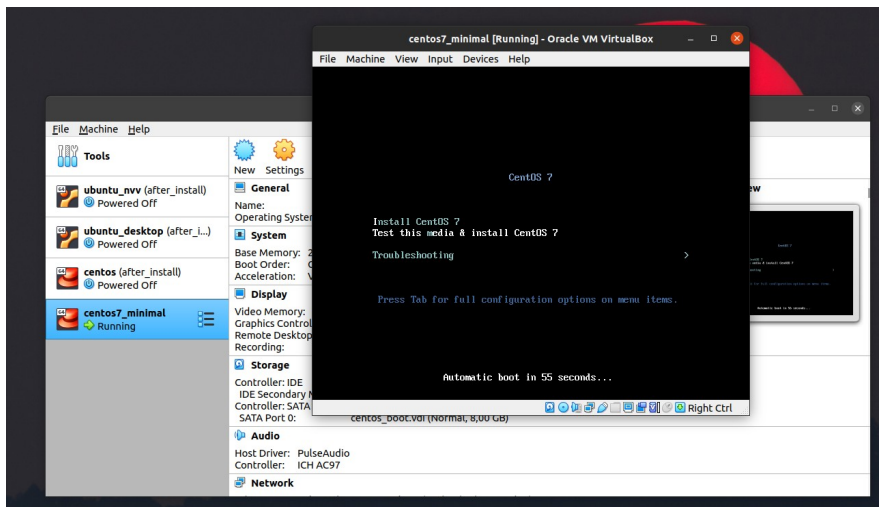 centos7_minimal [Running] - Oracle VM VirtualBox
File Machine View Input Devices Help
CentOS 7
Install CentOS 7
Test this media & install CentOS 7
Troubleshooting >
Press Tab for full configuration options on menu items.
Automatic boot in 55 seconds...
Right Ctrl
File Machine Help
Tools
New Settings
ubuntu_nvv (after_install)
Powered Off
ubuntu_desktop (after_i...)
Powered Off
centos (after_install)
Powered Off
centos7_minimal
Running
General
Name:
Operating Syster
System
Base Memory: 2
Boot Order:
Acceleration:
Display
Video Memory:
Graphics Control
Remote Desktop
Recording:
Storage
Controller: IDE
IDE Secondary
Controller: SATA
SATA Port 0: centos_boot.vdi (Normal, 8,00 GB)
Audio
Host Driver: PulseAudio
Controller: ICH AC97
Network